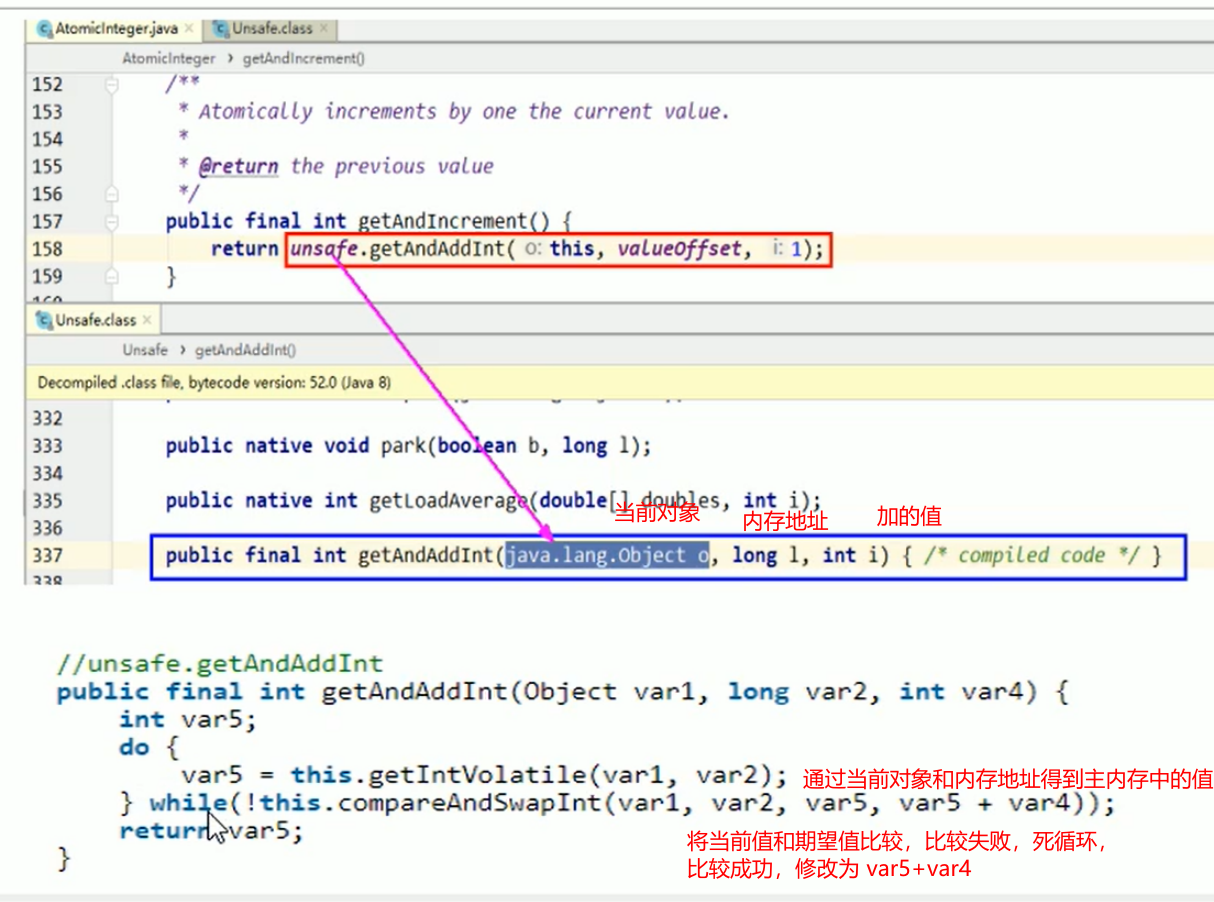 AtomicInteger.java × Unsafe.class ×
AtomicInteger › getAndIncrement()
152 /**
153 * Atomically increments by one the current value.
154 *
155 * @return the previous value
156 */
157 public final int getAndIncrement() {
158 return unsafe.getAndAddInt( o: this, valueOffset, i: 1);
159 }
160
Unsafe.class ×
Unsafe › getAndAddInt()
Decompiled .class file, bytecode version: 52.0 (Java 8)
332
333 public native void park(boolean b, long l);
334
335 public native int getLoadAverage(double[] doubles, int i);
当前对象 内存地址 加的值
336
337 public final int getAndAddInt(java.lang.Object o, long l, int i) { /* compiled code */ }
338
//unsafe.getAndAddInt
public final int getAndAddInt(Object var1, long var2, int var4) {
int var5;
do {
var5 = this.getIntVolatile(var1, var2); 通过当前对象和内存地址得到主内存中的值
} while(!this.compareAndSwapInt(var1, var2, var5, var5 + var4));
return var5;
将当前值和期望值比较，比较失败，死循环，
比较成功，修改为 var5+var4
}